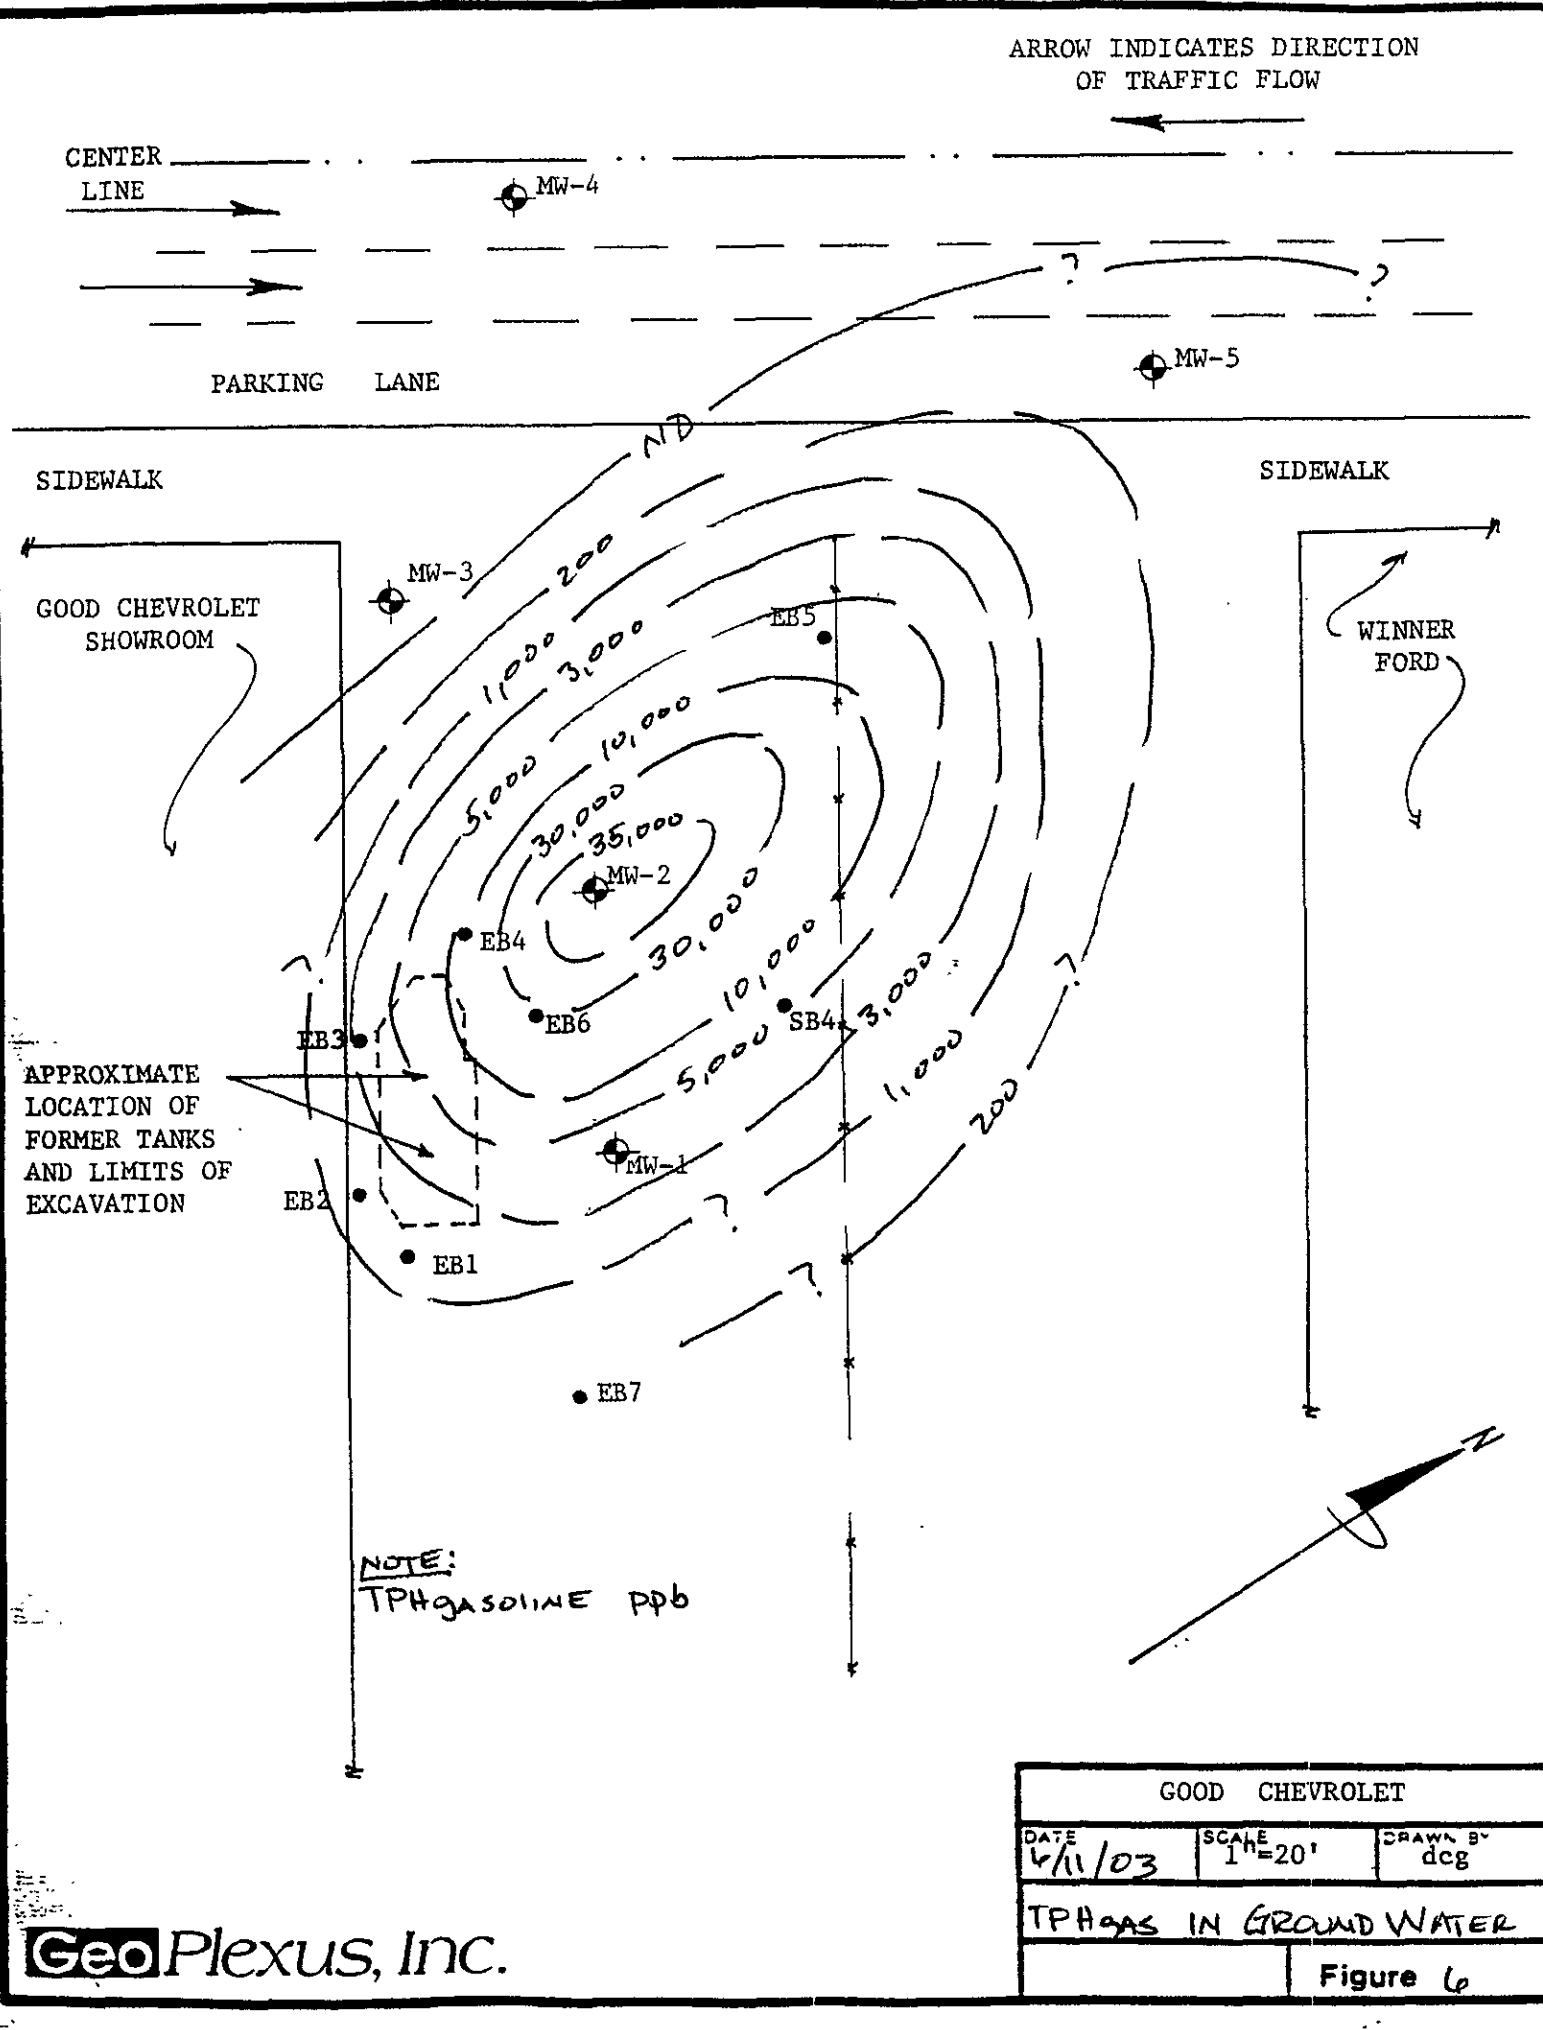 ARROW INDICATES DIRECTION
OF TRAFFIC FLOW
CENTER
LINE
MW-4
?
?
MW-5
PARKING LANE
ND
SIDEWALK
SIDEWALK
200
MW-3
GOOD CHEVROLET
SHOWROOM
EB5
WINNER
FORD
1,000
3,000
10,000
5,000
30,000
35,000
MW-2
30,000
EB4
?
10,000
3,000
?
EB6
SB4
EB3
5,000
1,000
APPROXIMATE
LOCATION OF
FORMER TANKS
AND LIMITS OF
EXCAVATION
200
MW-1
EB2
?
EB1
?
EB7
N
NOTE:
TPHgASOLINE ppb
GOOD CHEVROLET
DATE
6/11/03
SCALE
1"=20'
DRAWN BY
dcg
TPHgAS IN GROUND WATER
GeoPlexus, Inc.
Figure 6